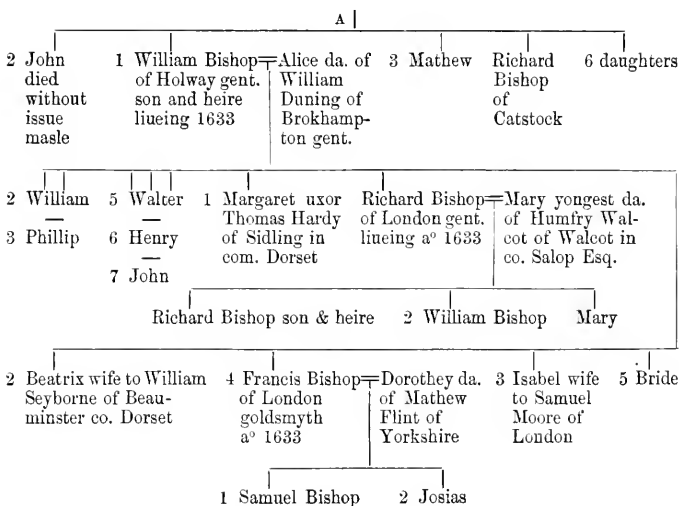 A
2 John
died
without
issue
masle
1 William Bishop
of Holway gent.
son and heire
liueing 1633
Alice da. of
William
Duning of
Brokhamp-
ton gent.
3 Mathew
Richard
Bishop
of
Catstock
6 daughters
2 William
3 Phillip
5 Walter
6 Henry
7 John
1 Margaret uxor
Thomas Hardy
of Sidling in
com. Dorset
Richard Bishop
of London gent.
liueing aº 1633
Mary yongest da.
of Humfry Wal-
cot of Walcot in
co. Salop Esq.
Richard Bishop son & heire
2 William Bishop
Mary
2 Beatrix wife to William
Seyborne of Beau-
minster co. Dorset
4 Francis Bishop
of London
goldsmyth
aº 1633
Dorothey da.
of Mathew
Flint of
Yorkshire
3 Isabel wife
to Samuel
Moore of
London
5 Bride
1 Samuel Bishop
2 Josias